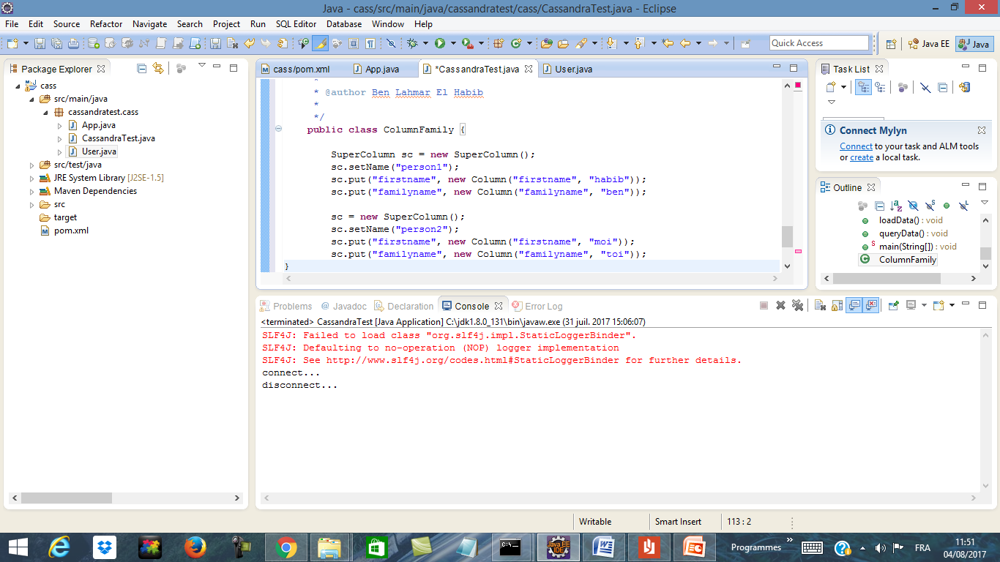 Java - cass/src/main/java/cassandratest/cass/CassandraTest.java - Eclipse
File Edit Source Refactor Navigate Search Project Run SQL Editor Database Window Help
Quick Access
Java EE
Java
Package Explorer
cass
src/main/java
cassandratest.cass
App.java
CassandraTest.java
User.java
src/test/java
JRE System Library [J2SE-1.5]
Maven Dependencies
src
target
pom.xml
cass/pom.xml App.java *CassandraTest.java User.java
*
* @author Ben Lahmar El Habib
*
*/
public class ColumnFamily {
SuperColumn sc = new SuperColumn();
sc.setName("person1");
sc.put("firstname", new Column("firstname", "habib"));
sc.put("familyname", new Column("familyname", "ben"));
sc = new SuperColumn();
sc.setName("person2");
sc.put("firstname", new Column("firstname", "moi"));
sc.put("familyname", new Column("familyname", "toi"));
}
Task List
Connect Mylyn
Connect to your task and ALM tools
or create a local task.
Outline
loadData() : void
queryData() : void
S main(String[]) : void
ColumnFamily
Problems @ Javadoc Declaration Console Error Log
<terminated> CassandraTest [Java Application] C:\jdk1.8.0_131\bin\javaw.exe (31 juil. 2017 15:06:07)
SLF4J: Failed to load class "org.slf4j.impl.StaticLoggerBinder".
SLF4J: Defaulting to no-operation (NOP) logger implementation
SLF4J: See http://www.slf4j.org/codes.html#StaticLoggerBinder for further details.
connect...
disconnect...
Writable
Smart Insert
113 : 2
Java EE
IDE
Programmes
FRA
11:51
04/08/2017